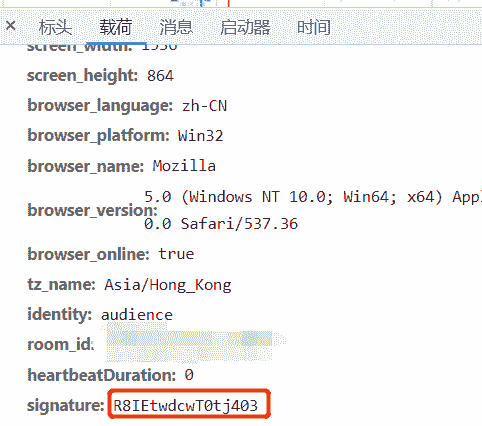 标头 载荷 消息 启动器 时间
screen_width: 1536
screen_height: 864
browser_language: zh-CN
browser_platform: Win32
browser_name: Mozilla
browser_version: 5.0 (Windows NT 10.0; Win64; x64) Appl
0.0 Safari/537.36
browser_online: true
tz_name: Asia/Hong_Kong
identity: audience
room_id:
heartbeatDuration: 0
signature: R8IEtwdcwT0tj403